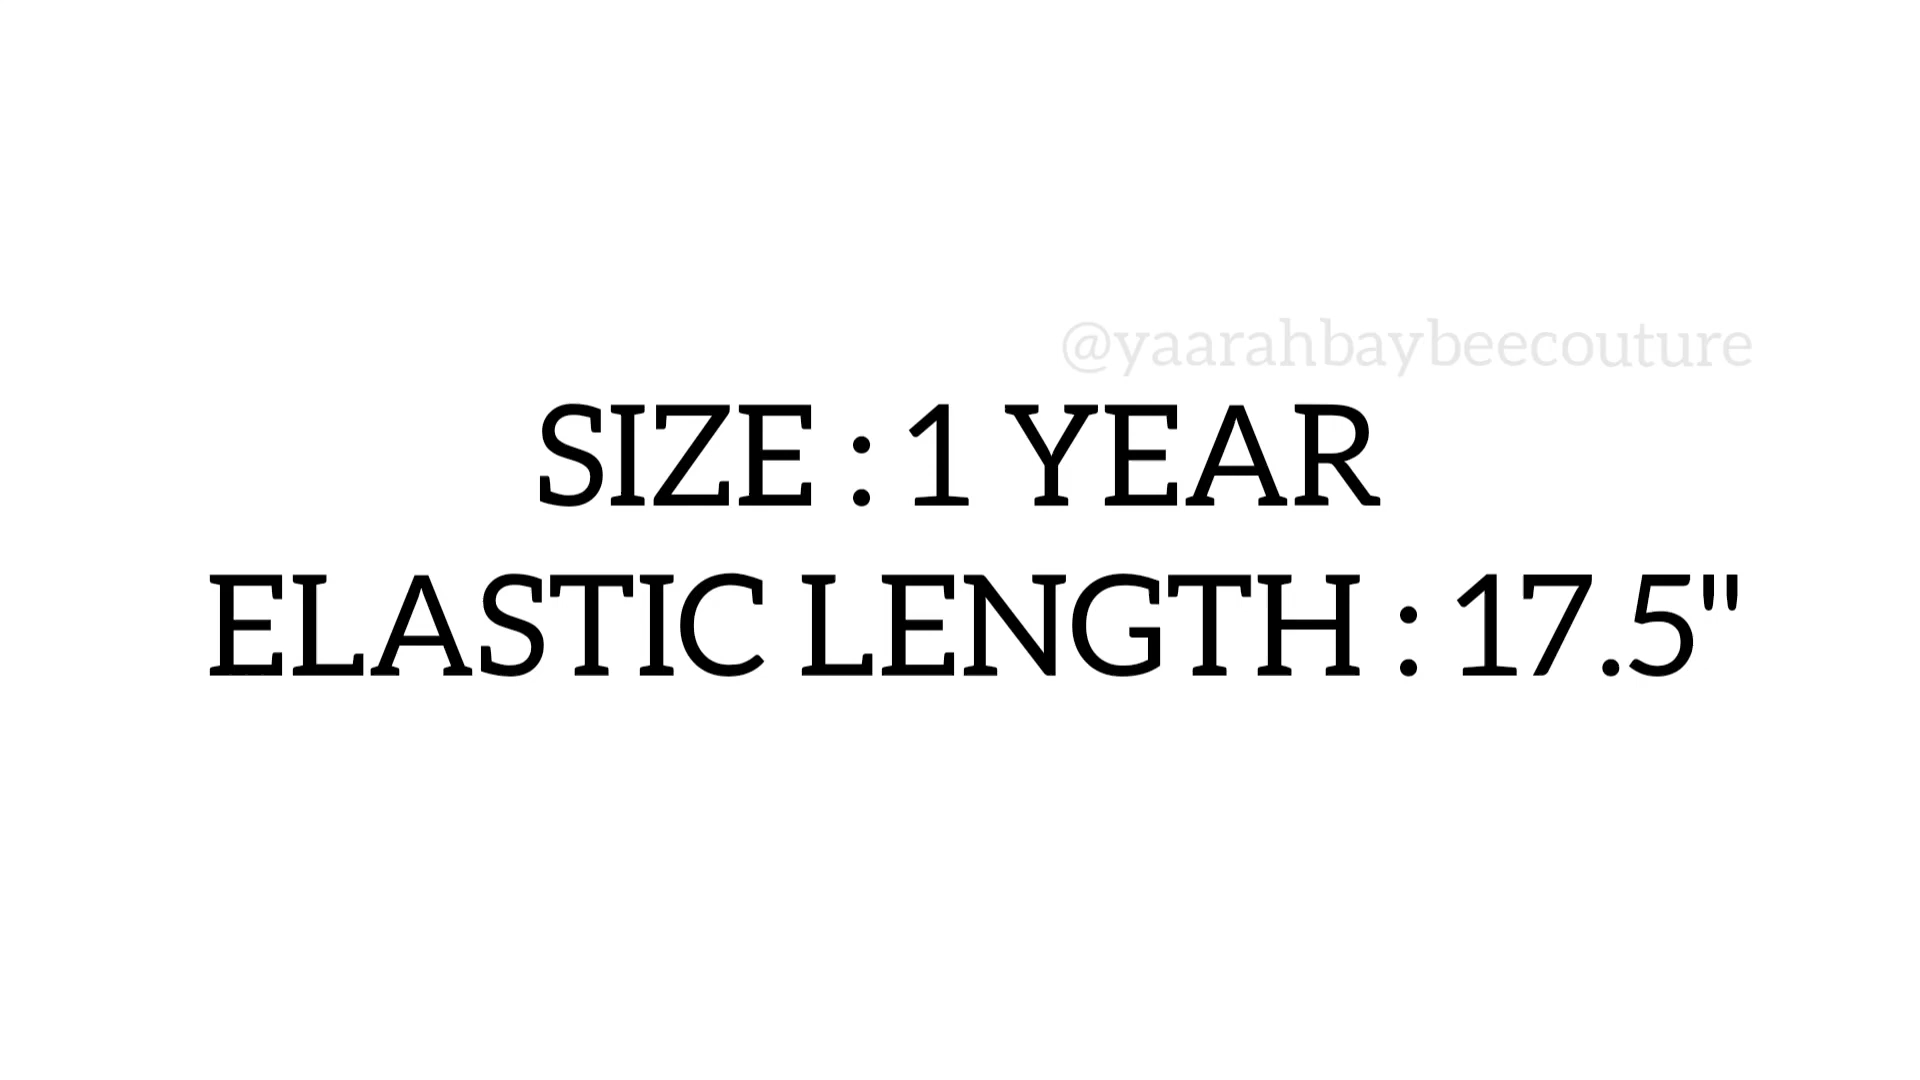 @yaarahbaybeecouture
SIZE : 1 YEAR
ELASTIC LENGTH : 17.5"